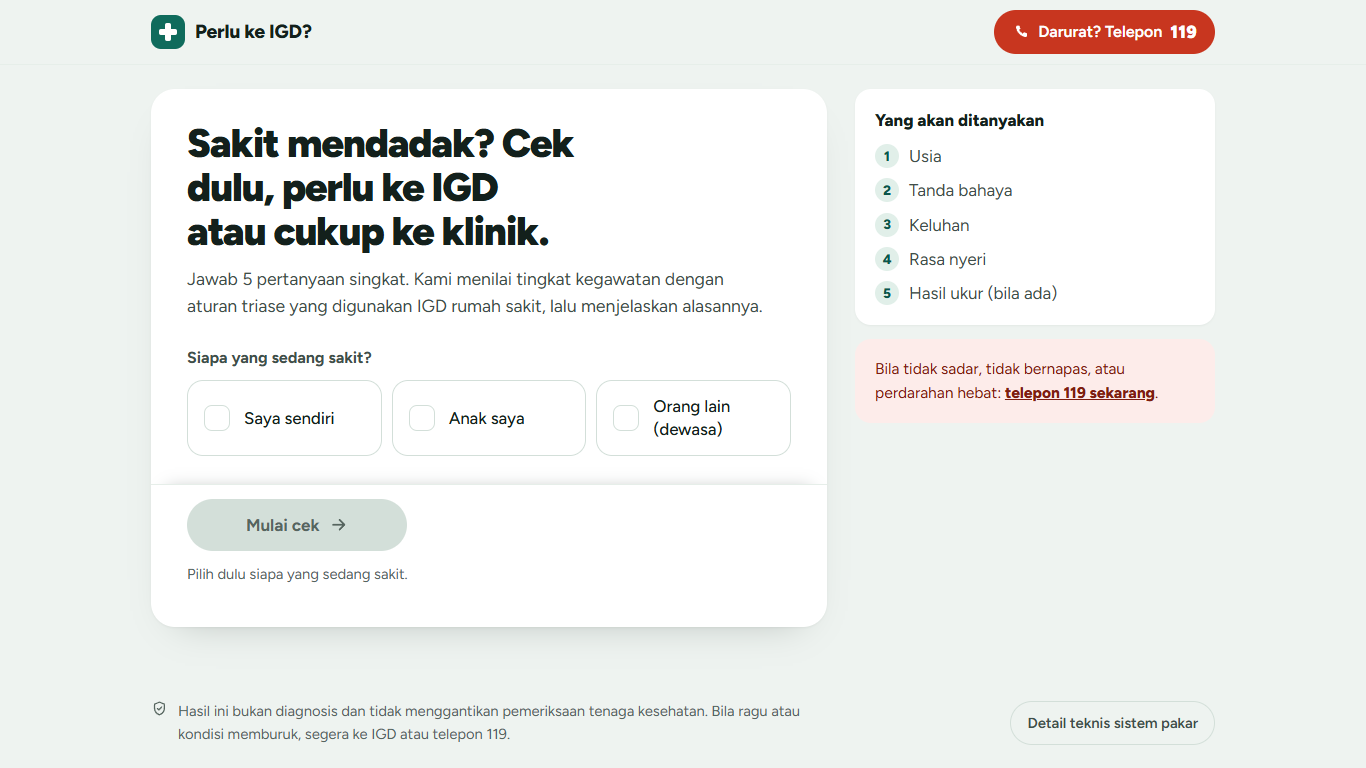 Perlu ke IGD?
Darurat? Telepon 119
Sakit mendadak? Cek
dulu, perlu ke IGD
atau cukup ke klinik.
Jawab 5 pertanyaan singkat. Kami menilai tingkat kegawatan dengan
aturan triase yang digunakan IGD rumah sakit, lalu menjelaskan alasannya.
Siapa yang sedang sakit?
Saya sendiri
Anak saya
Orang lain
(dewasa)
Mulai cek
Pilih dulu siapa yang sedang sakit.
Yang akan ditanyakan
1 Usia
2 Tanda bahaya
3 Keluhan
4 Rasa nyeri
5 Hasil ukur (bila ada)
Bila tidak sadar, tidak bernapas, atau
perdarahan hebat: telepon 119 sekarang.
Hasil ini bukan diagnosis dan tidak menggantikan pemeriksaan tenaga kesehatan. Bila ragu atau
kondisi memburuk, segera ke IGD atau telepon 119.
Detail teknis sistem pakar